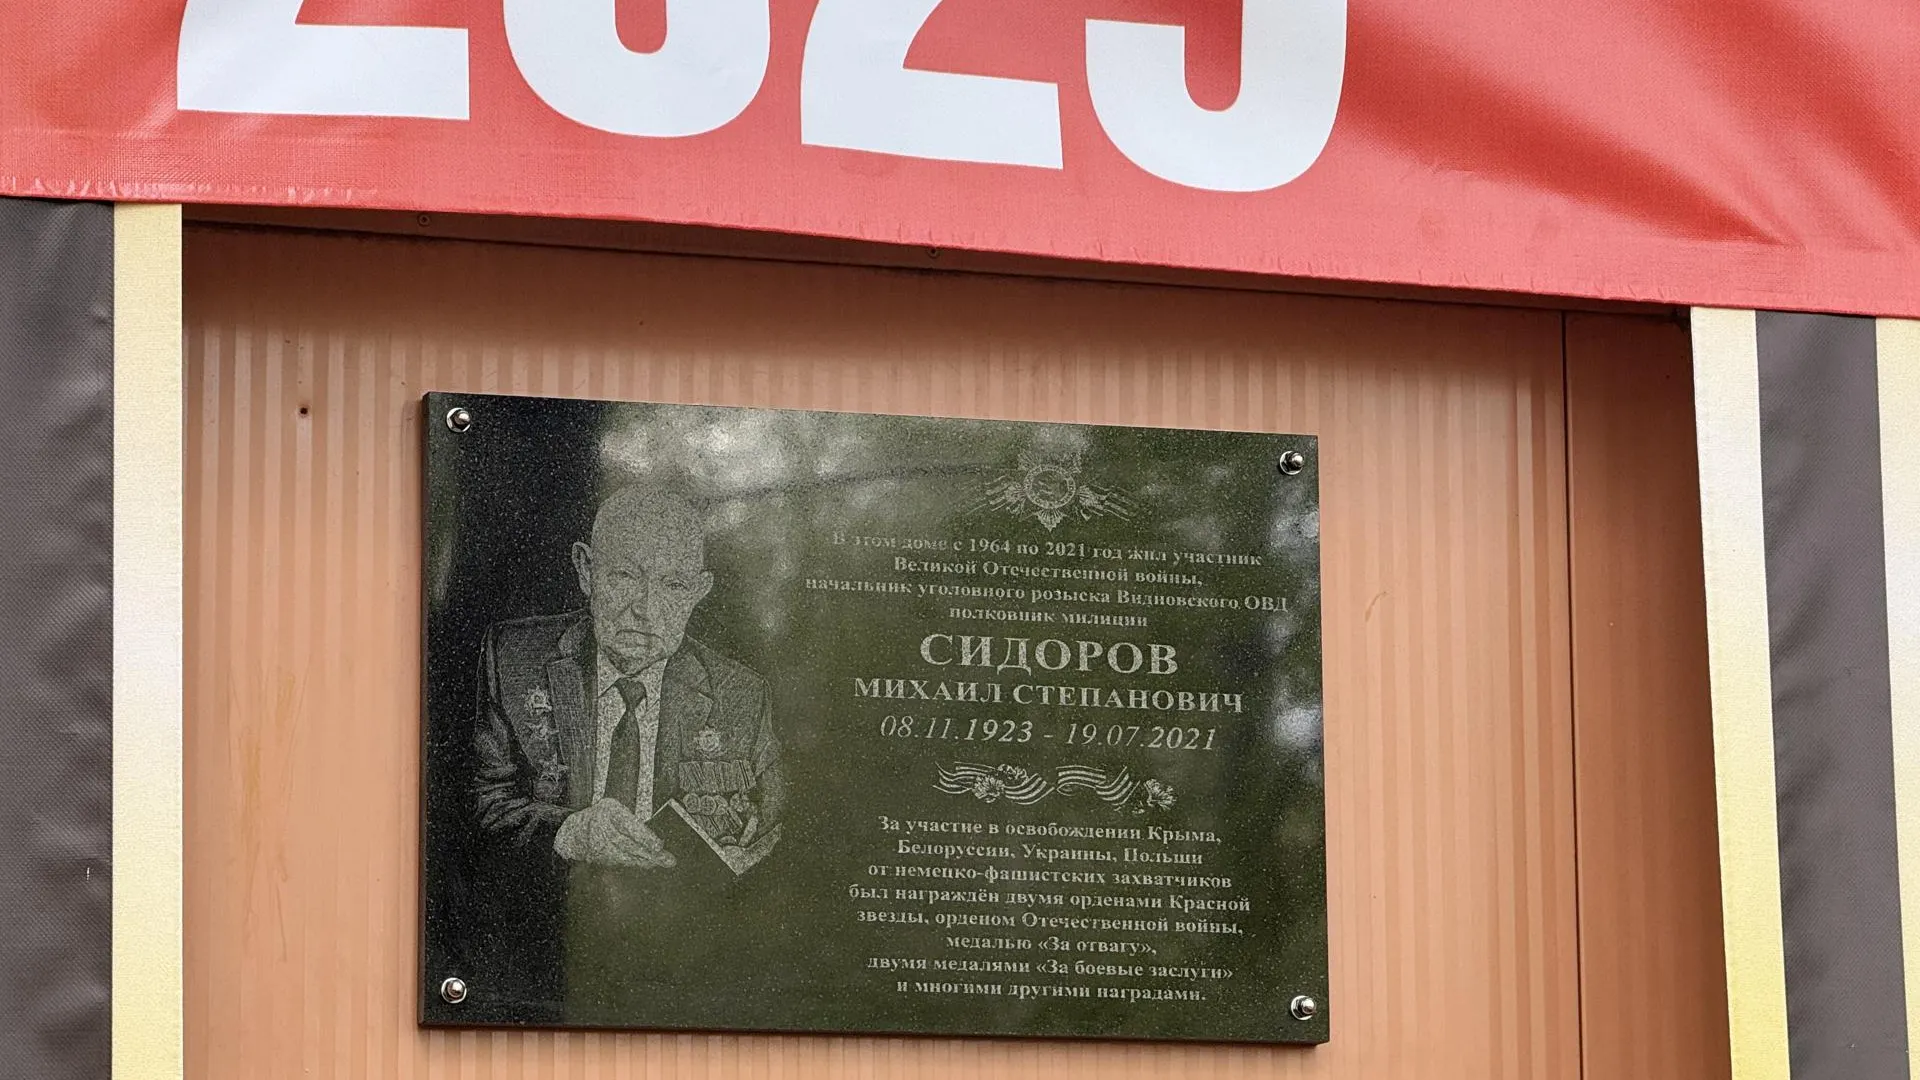 2025
В этом доме с 1964 по 2021 год жил участник
Великой Отечественной войны,
начальник уголовного розыска Видновского ОВД
полковник милиции
СИДОРОВ
МИХАИЛ СТЕПАНОВИЧ
08.11.1923 - 19.07.2021
За участие в освобождении Крыма,
Белоруссии, Украины, Польши
от немецко-фашистских захватчиков
был награждён двумя орденами Красной
звезды, орденом Отечественной войны,
медалью «За отвагу»,
двумя медалями «За боевые заслуги»
и многими другими наградами.